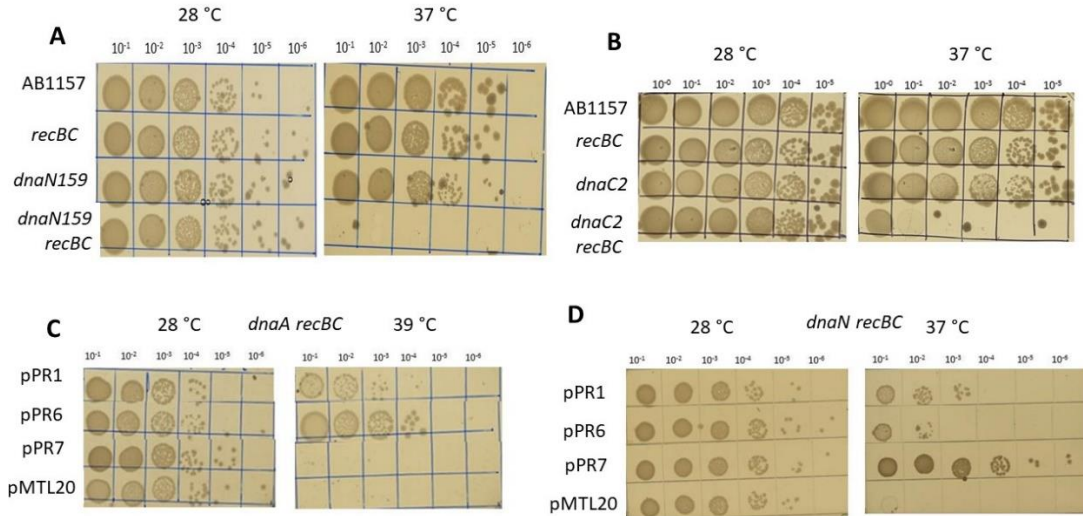 A
28 °C
37 °C
10⁻¹ 10⁻² 10⁻³ 10⁻⁴ 10⁻⁵ 10⁻⁶
10⁻¹ 10⁻² 10⁻³ 10⁻⁴ 10⁻⁵ 10⁻⁶
AB1157
recBC
dnaN159
dnaN159
recBC
B
28 °C
37 °C
10⁻⁰ 10⁻¹ 10⁻² 10⁻³ 10⁻⁴ 10⁻⁵
10⁻⁰ 10⁻¹ 10⁻² 10⁻³ 10⁻⁴ 10⁻⁵
AB1157
recBC
dnaC2
dnaC2
recBC
C
28 °C
dnaA recBC
39 °C
10⁻¹ 10⁻² 10⁻³ 10⁻⁴ 10⁻⁵ 10⁻⁶
10⁻¹ 10⁻² 10⁻³ 10⁻⁴ 10⁻⁵ 10⁻⁶
pPR1
pPR6
pPR7
pMTL20
D
28 °C
dnaN recBC
37 °C
10⁻¹ 10⁻² 10⁻³ 10⁻⁴ 10⁻⁵ 10⁻⁶
10⁻¹ 10⁻² 10⁻³ 10⁻⁴ 10⁻⁵ 10⁻⁶
pPR1
pPR6
pPR7
pMTL20